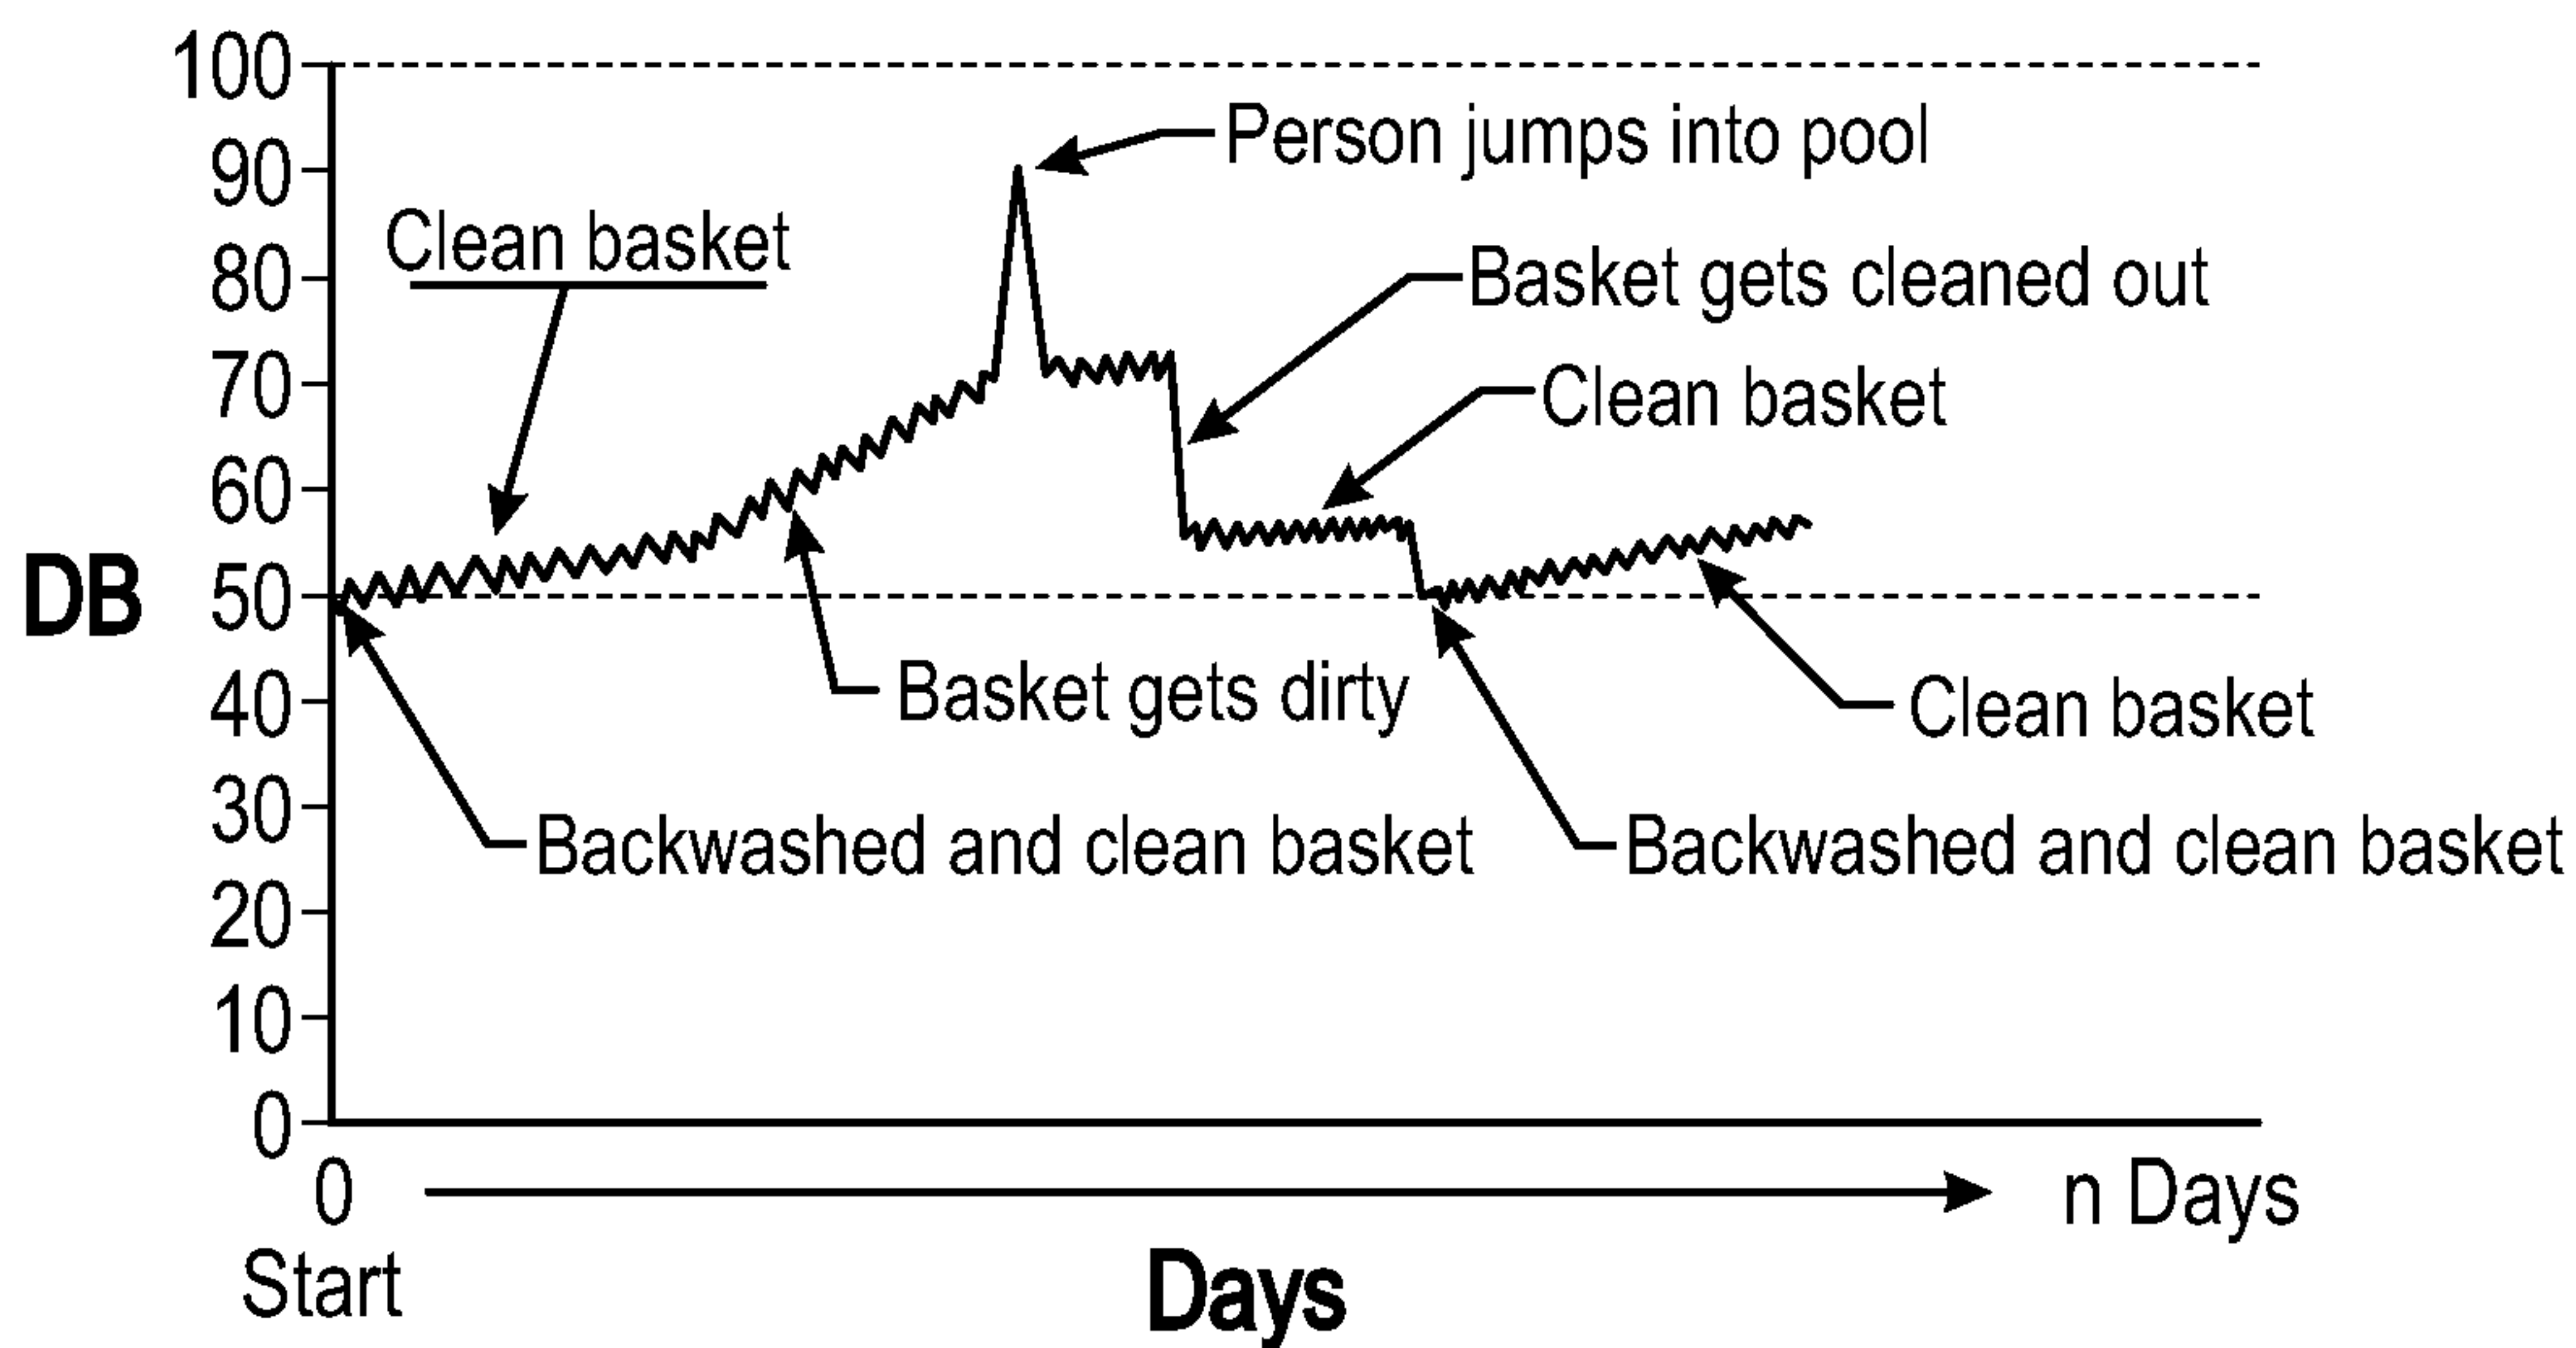 100
90
80
70
60
50
40
30
20
10
0
DB
Person jumps into pool
Clean basket
Basket gets cleaned out
Clean basket
Basket gets dirty
Clean basket
Backwashed and clean basket
Backwashed and clean basket
0
n Days
Start
Days